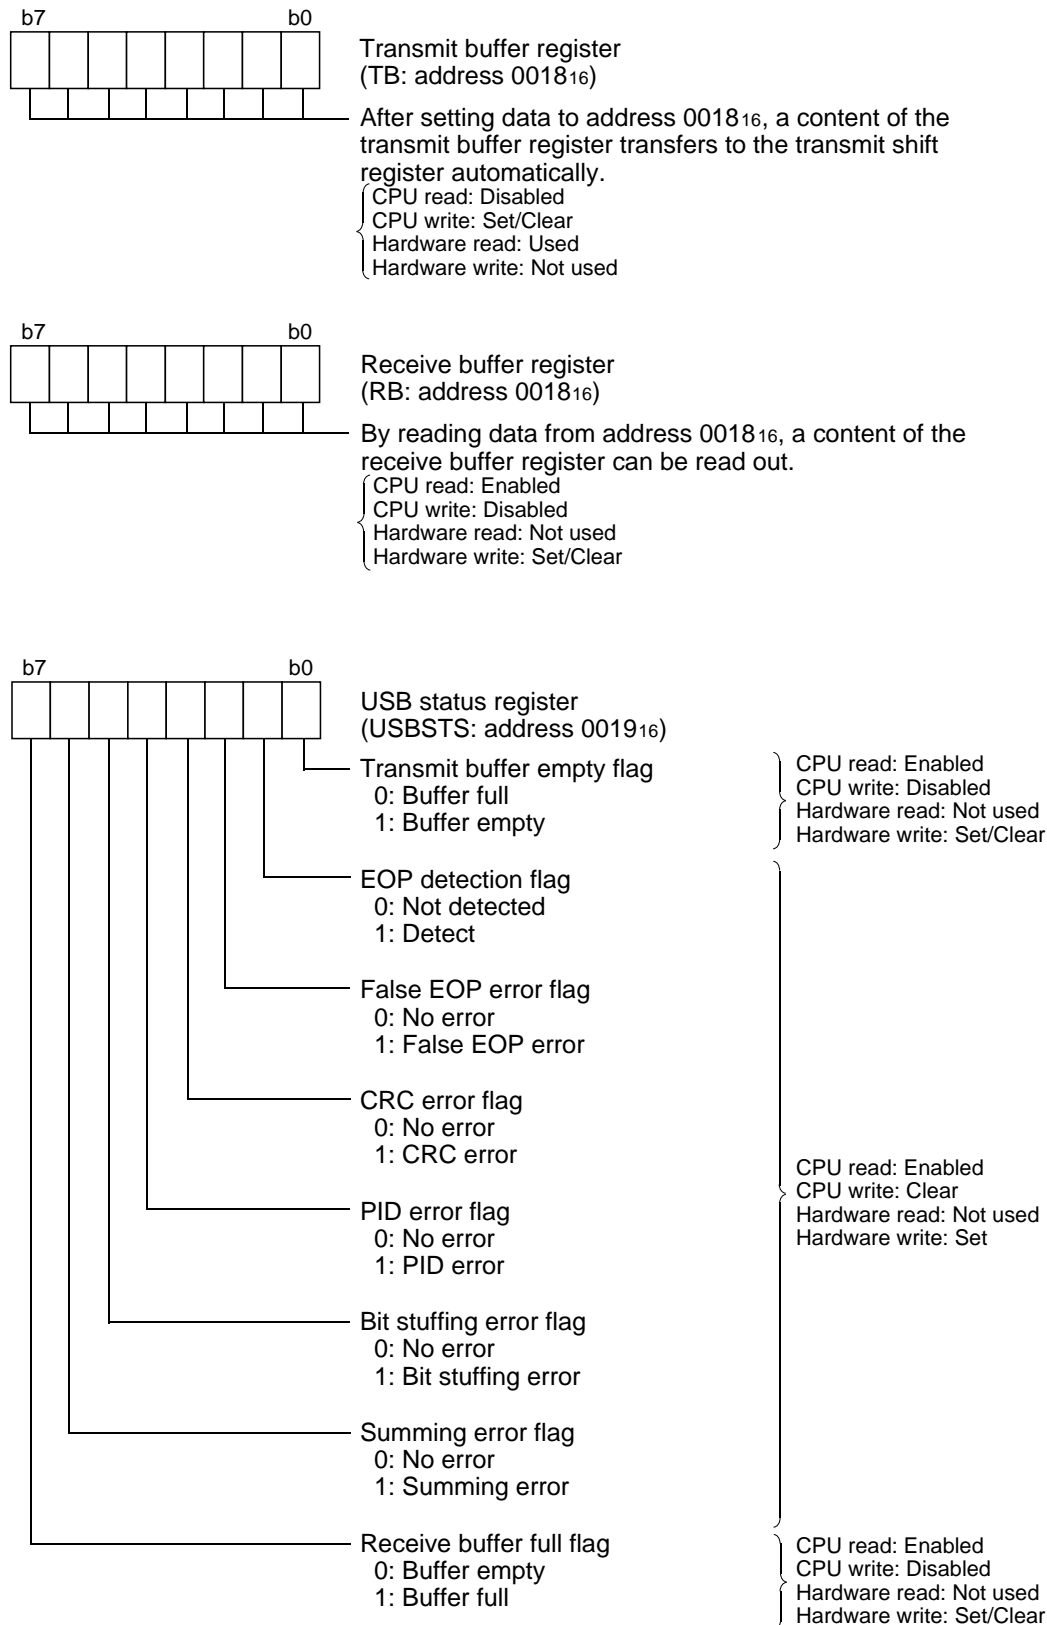 b7 b0
Transmit buffer register
(TB: address 001816)
After setting data to address 001816, a content of the
transmit buffer register transfers to the transmit shift
register automatically.
CPU read: Disabled
CPU write: Set/Clear
Hardware read: Used
Hardware write: Not used
b7 b0
Receive buffer register
(RB: address 001816)
By reading data from address 001816, a content of the
receive buffer register can be read out.
CPU read: Enabled
CPU write: Disabled
Hardware read: Not used
Hardware write: Set/Clear
b7 b0
USB status register
(USBSTS: address 001916)
Transmit buffer empty flag
0: Buffer full
1: Buffer empty
CPU read: Enabled
CPU write: Disabled
Hardware read: Not used
Hardware write: Set/Clear
EOP detection flag
0: Not detected
1: Detect
False EOP error flag
0: No error
1: False EOP error
CRC error flag
0: No error
1: CRC error
PID error flag
0: No error
1: PID error
Bit stuffing error flag
0: No error
1: Bit stuffing error
Summing error flag
0: No error
1: Summing error
CPU read: Enabled
CPU write: Clear
Hardware read: Not used
Hardware write: Set
Receive buffer full flag
0: Buffer empty
1: Buffer full
CPU read: Enabled
CPU write: Disabled
Hardware read: Not used
Hardware write: Set/Clear